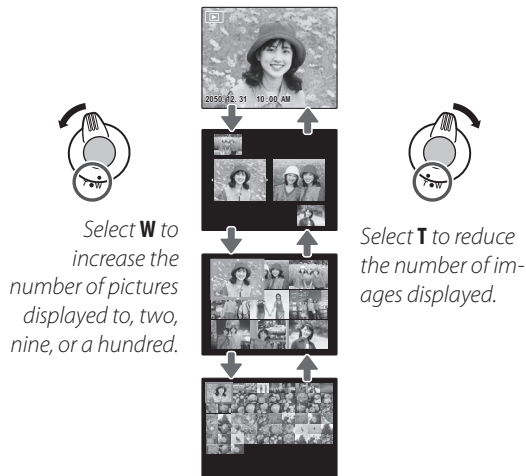 2050. 12. 31 10:00 AM
Select W to
increase the
number of pictures
displayed to, two,
nine, or a hundred.
Select T to reduce
the number of im-
ages displayed.